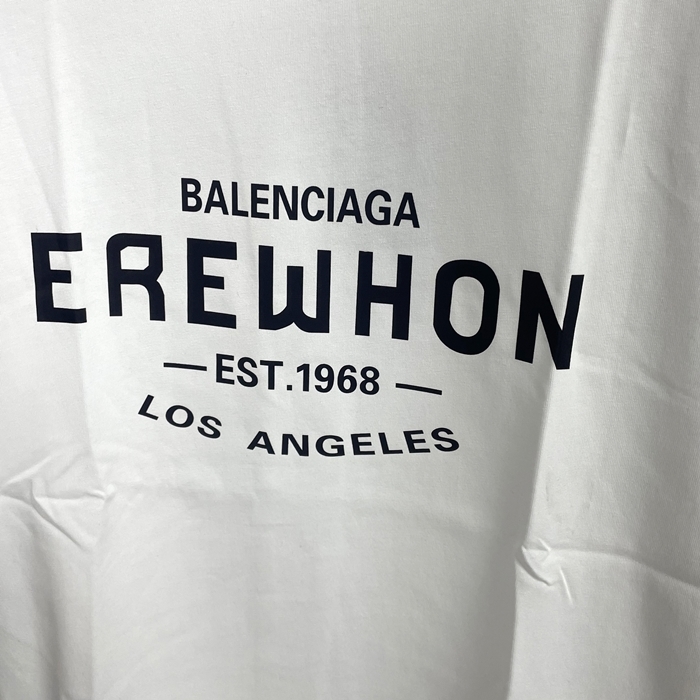 BALENCIAGA
EREWHON
— EST.1968 —
LOS ANGELES